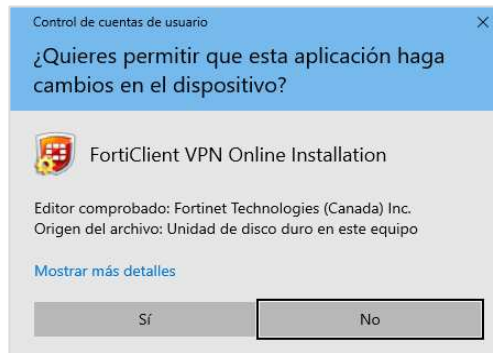 Control de cuentas de usuario
¿Quieres permitir que esta aplicación haga
cambios en el dispositivo?
FortiClient VPN Online Installation
Editor comprobado: Fortinet Technologies (Canada) Inc.
Origen del archivo: Unidad de disco duro en este equipo
Mostrar más detalles
Sí
No